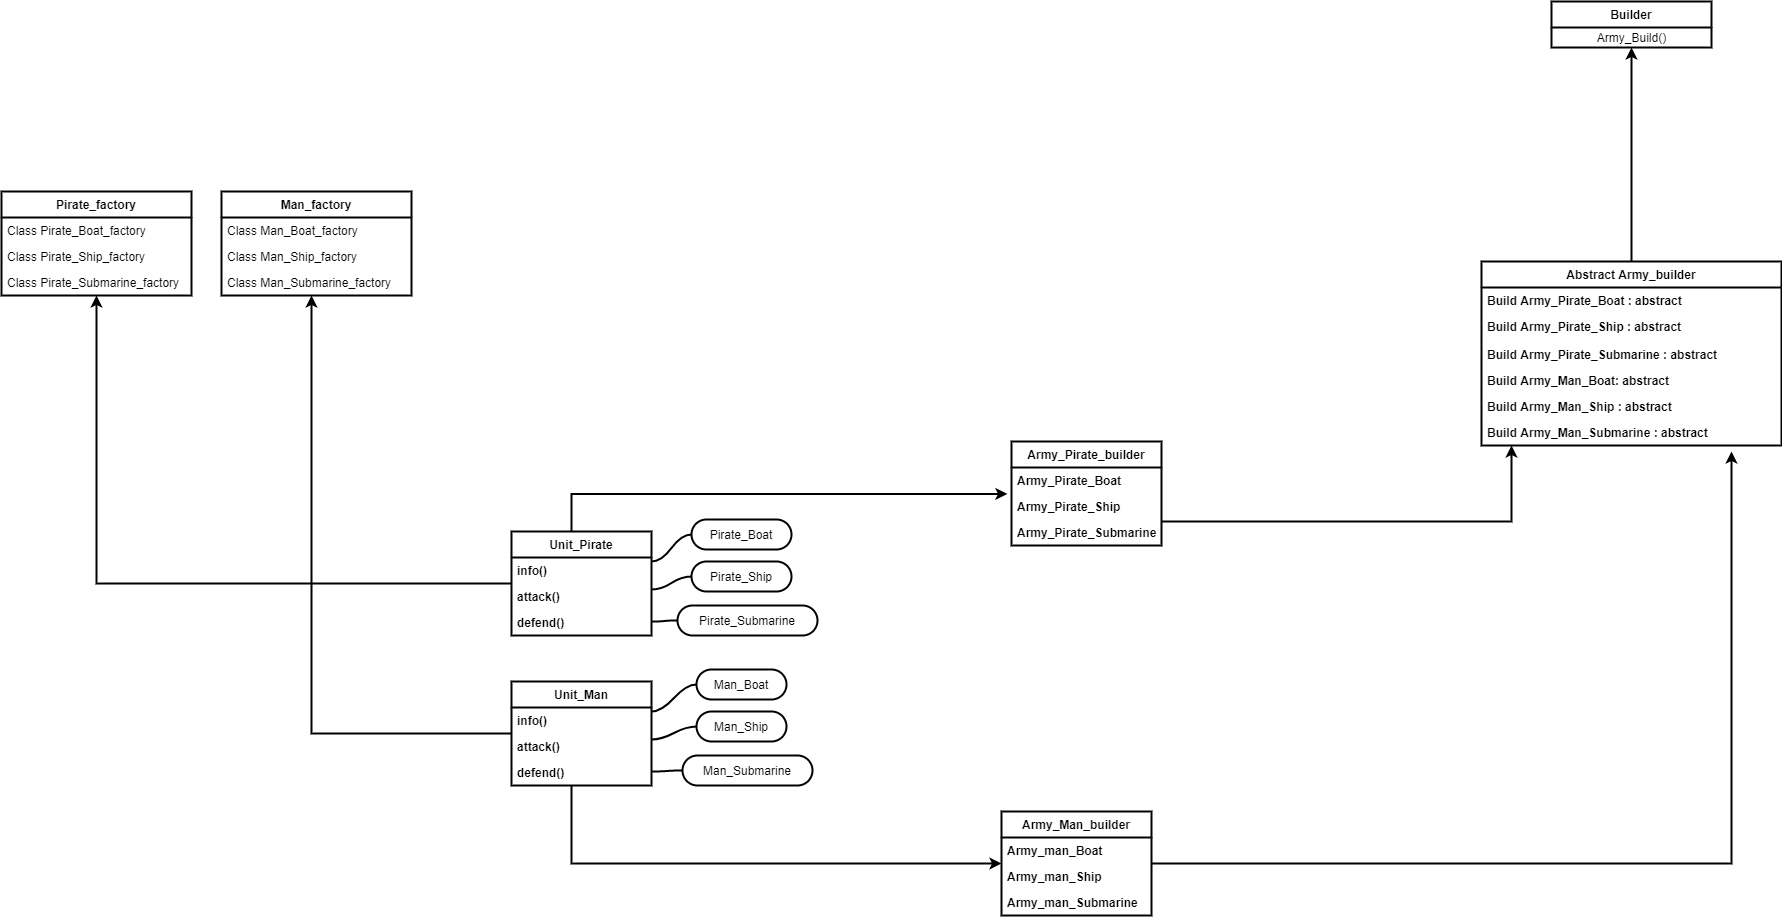 Builder
Army_Build()
Pirate_factory
Class Pirate_Boat_factory
Class Pirate_Ship_factory
Class Pirate_Submarine_factory
Man_factory
Class Man_Boat_factory
Class Man_Ship_factory
Class Man_Submarine_factory
Abstract Army_builder
Build Army_Pirate_Boat : abstract
Build Army_Pirate_Ship : abstract
Build Army_Pirate_Submarine : abstract
Build Army_Man_Boat: abstract
Build Army_Man_Ship : abstract
Build Army_Man_Submarine : abstract
Army_Pirate_builder
Army_Pirate_Boat
Army_Pirate_Ship
Army_Pirate_Submarine
Unit_Pirate
info()
attack()
defend()
Pirate_Boat
Pirate_Ship
Pirate_Submarine
Unit_Man
info()
attack()
defend()
Man_Boat
Man_Ship
Man_Submarine
Army_Man_builder
Army_man_Boat
Army_man_Ship
Army_man_Submarine